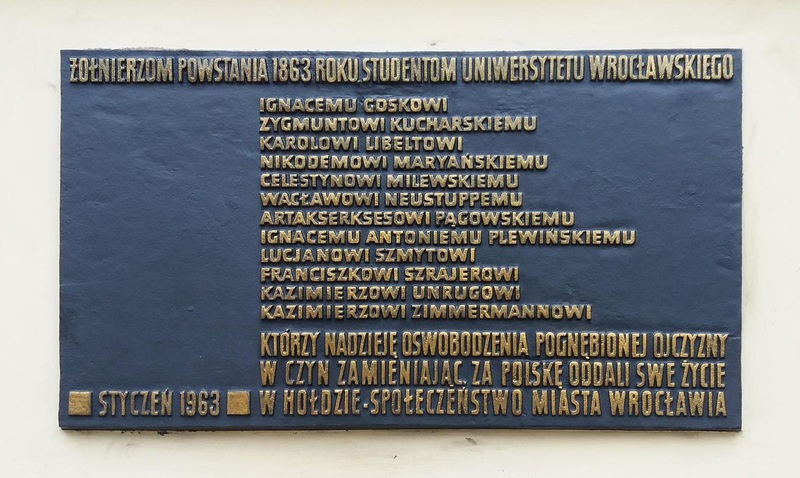 ŻOŁNIERZOM POWSTANIA 1863 ROKU, STUDENTOM UNIWERSYTETU WROCŁAWSKIEGO
IGNACEMU GOSKOWI
ZYGMUNTOWI KUCHARSKIEMU
KAROLOWI LIBELTOWI
NIKODEMOWI MARYAŃSKIEMU
CELESTYNOWI MILEWSKIEMU
WACŁAWOWI NEUSTUPPEMU
ARTAKSERKSESOWI PĄGOWSKIEMU
IGNACEMU ANTONIEMU PLEWIŃSKIEMU
LUCJANOWI SZMYTOWI
FRANCISZKOWI SZRAJEROWI
KAZIMIERZOWI UNRUGOWI
KAZIMIERZOWI ZIMMERMANNOWI
KTÓRZY NADZIEJĘ OSWOBODZENIA POGNĘBIONEJ OJCZYZNY
W CZYN ZAMIENIAJĄC, ZA POLSKĘ ODDALI SWE ŻYCIE
W HOŁDZIE-SPOŁECZEŃSTWO MIASTA WROCŁAWIA
STYCZEŃ 1963